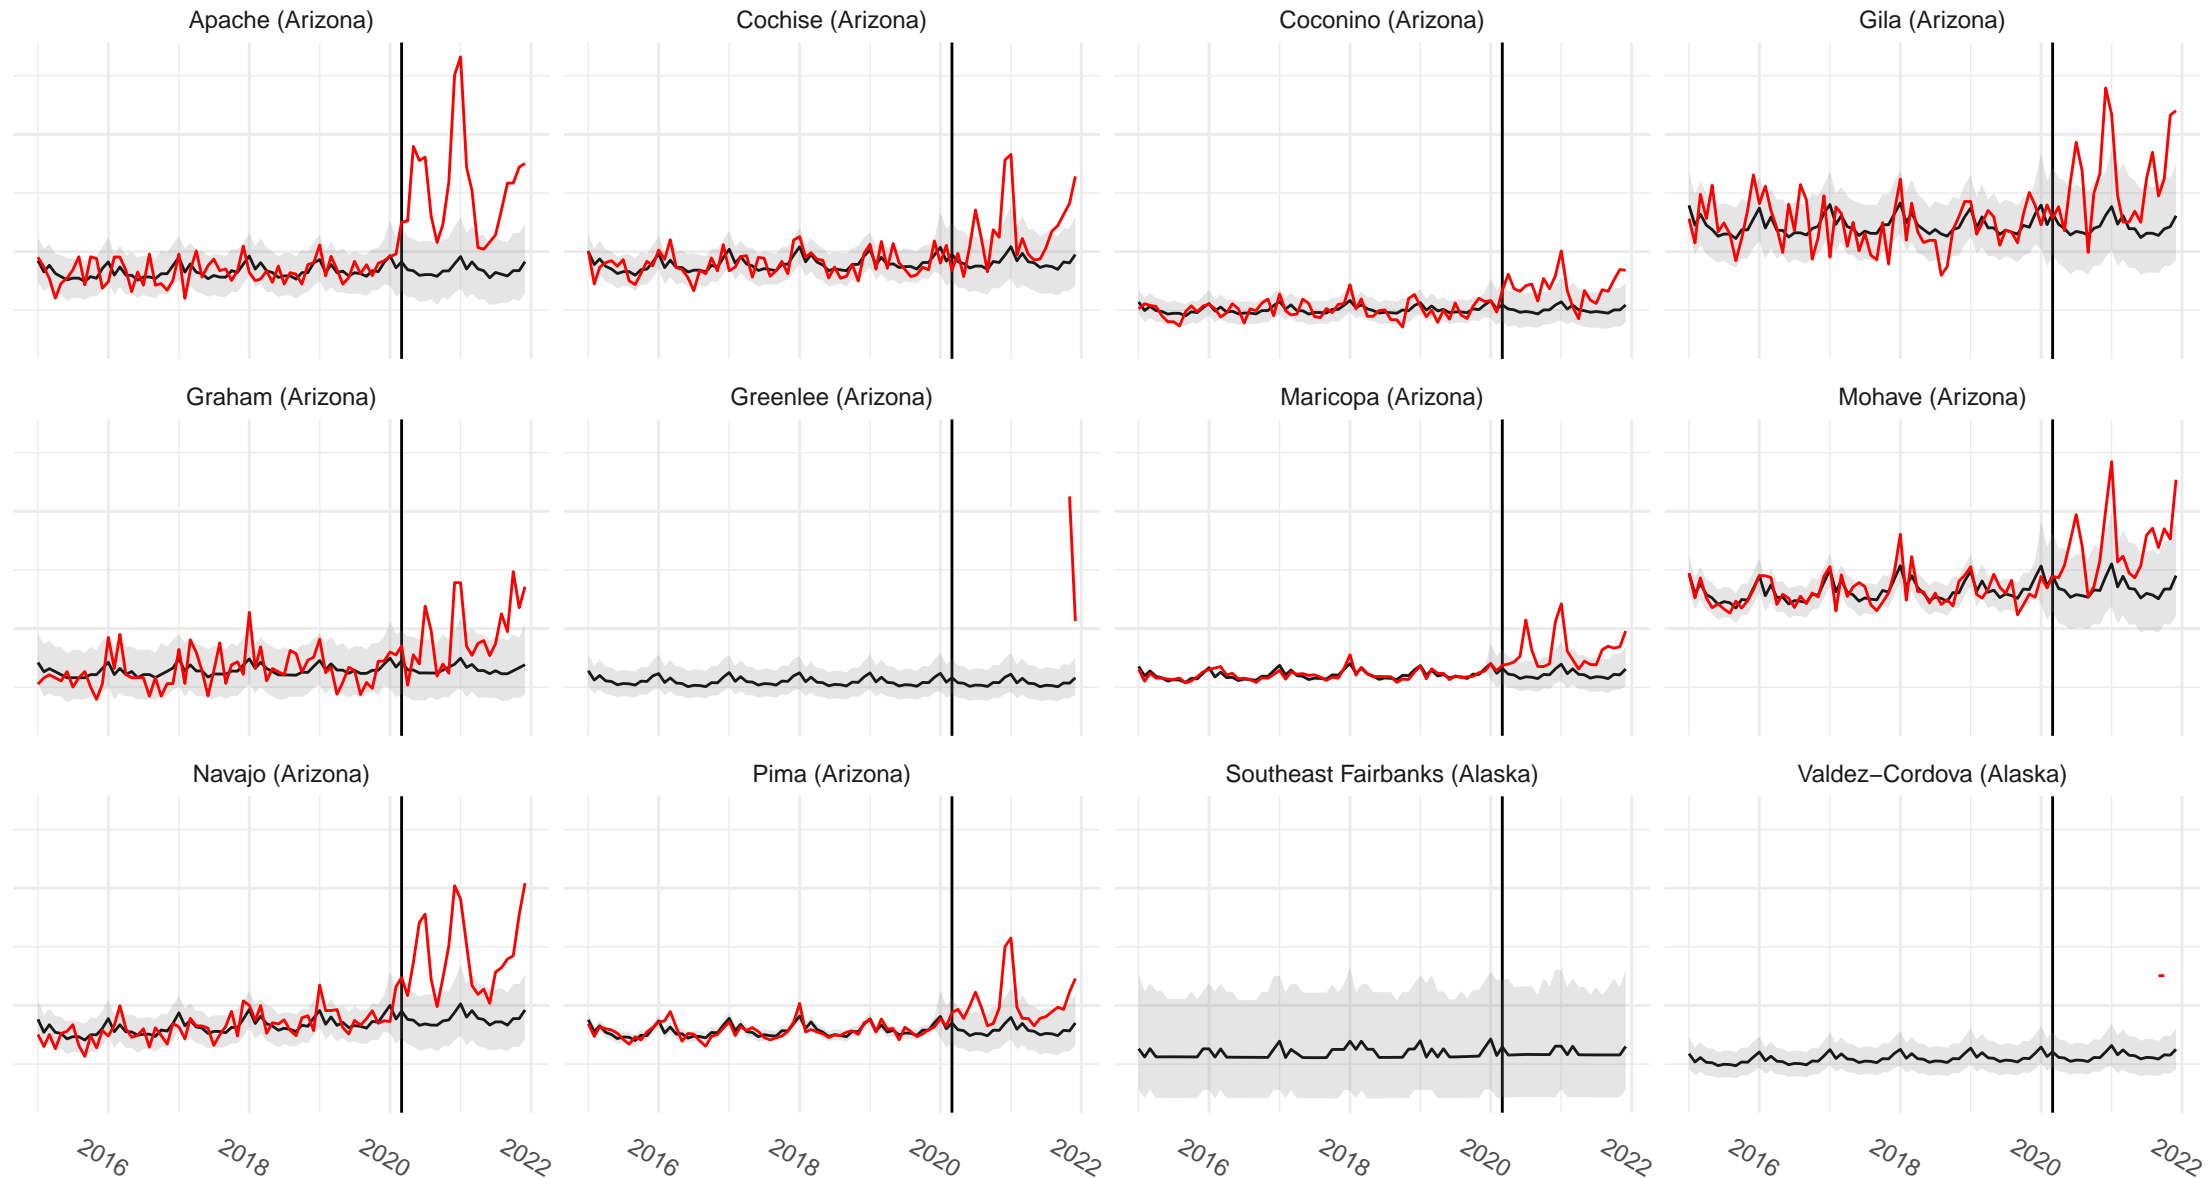 Apache (Arizona)
Cochise (Arizona)
Coconino (Arizona)
Gila (Arizona)
Graham (Arizona)
Greenlee (Arizona)
Maricopa (Arizona)
Mohave (Arizona)
Navajo (Arizona)
Pima (Arizona)
Southeast Fairbanks (Alaska)
Valdez−Cordova (Alaska)
2016 2018 2020 2022
2016 2018 2020 2022
2016 2018 2020 2022
2016 2018 2020 2022